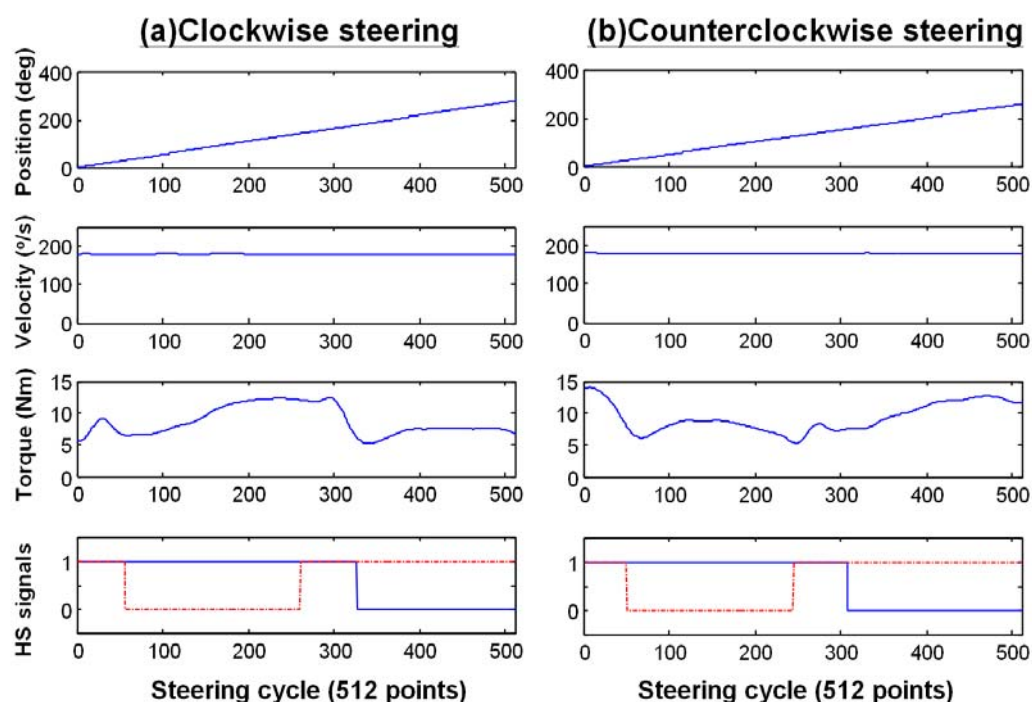 (a)Clockwise steering
(b)Counterclockwise steering
Position (deg)
400
200
0
0 100 200 300 400 500
400
200
0
0 100 200 300 400 500
Velocity (º/s)
200
100
0
0 100 200 300 400 500
200
100
0
0 100 200 300 400 500
Torque (Nm)
15
10
5
0
0 100 200 300 400 500
15
10
5
0
0 100 200 300 400 500
HS signals
1
0
0 100 200 300 400 500
1
0
0 100 200 300 400 500
Steering cycle (512 points)
Steering cycle (512 points)